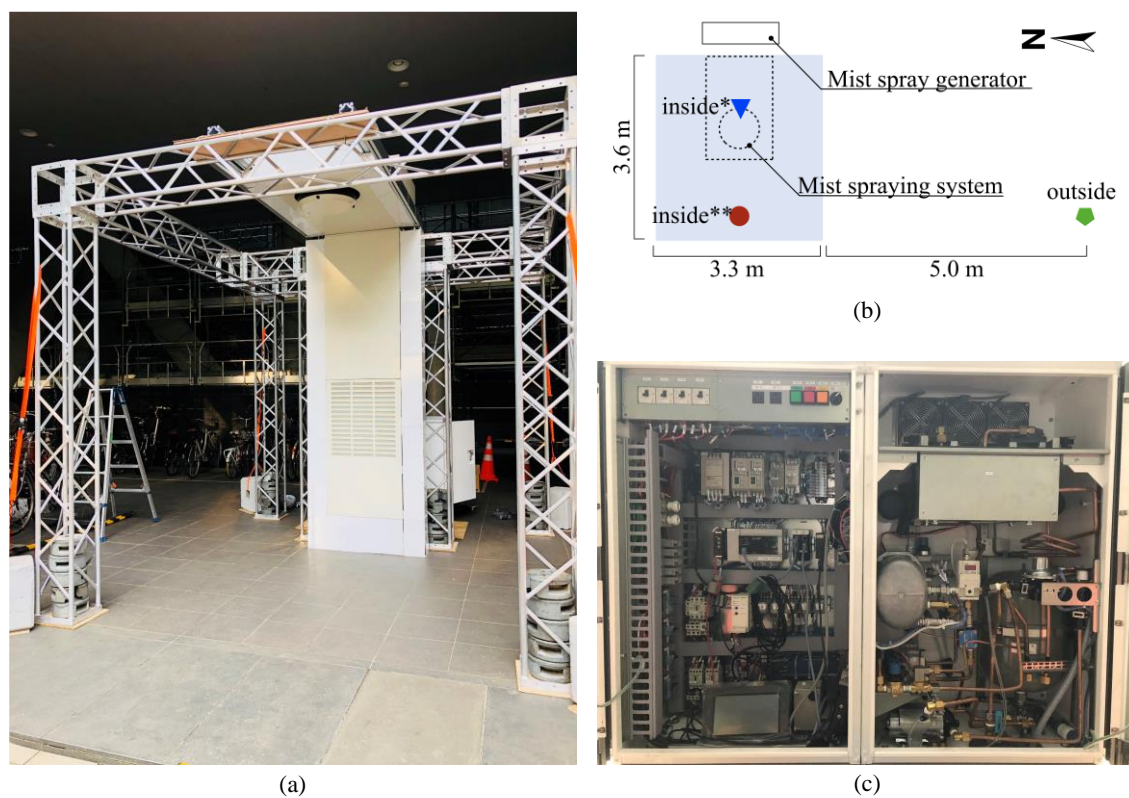 N
Mist spray generator
inside*
3.6 m
Mist spraying system
inside**
outside
3.3 m
5.0 m
(b)
(a)
(c)